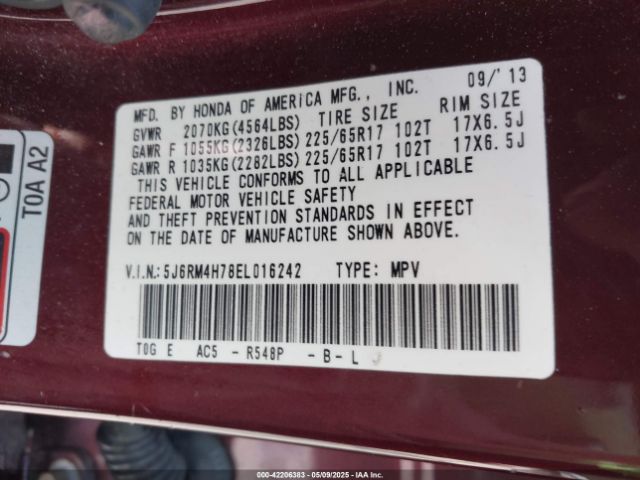 MFD. BY HONDA OF AMERICA MFG., INC. 09/'13
GVWR 2070KG(4564LBS) TIRE SIZE RIM SIZE
GAWR F 1055KG(2326LBS) 225/65R17 102T 17X6.5J
GAWR R 1035KG(2282LBS) 225/65R17 102T 17X6.5J
THIS VEHICLE CONFORMS TO ALL APPLICABLE
FEDERAL MOTOR VEHICLE SAFETY
AND THEFT PREVENTION STANDARDS IN EFFECT
ON THE DATE OF MANUFACTURE SHOWN ABOVE.
V.I.N.:5J6RM4H78EL016242 TYPE: MPV
T0G E AC5 -R548P -B-L J
T0A A2
000-42206383 - 05/09/2025 - IAA Inc.